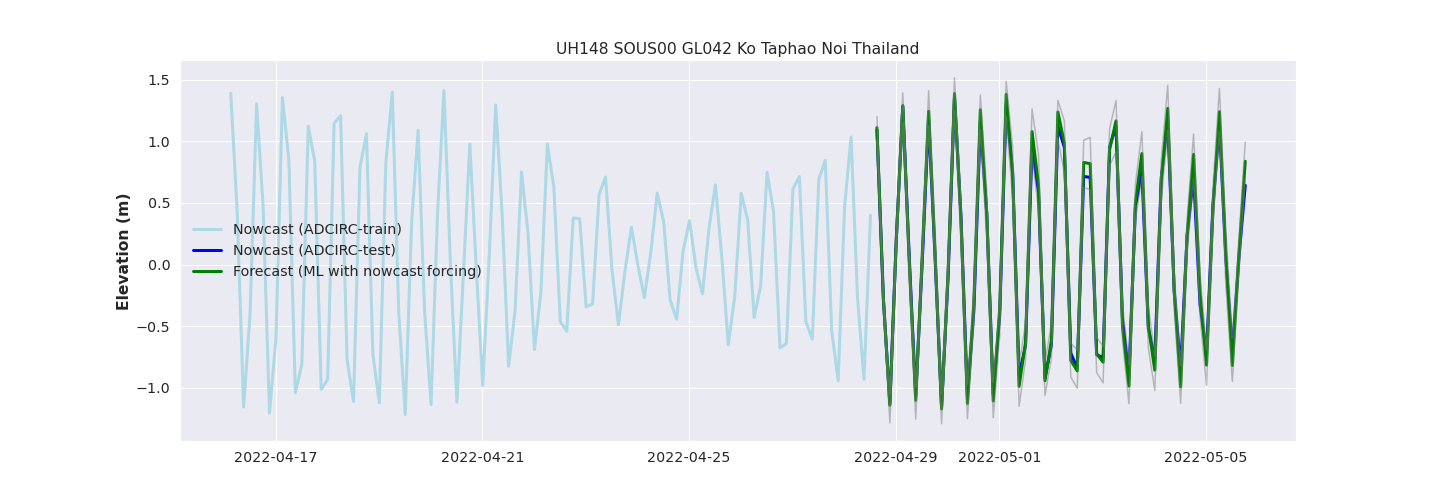 UH148 SOUS00 GL042 Ko Taphao Noi Thailand
1.5
1.0
0.5
0.0
−0.5
−1.0
Elevation (m)
Nowcast (ADCIRC-train)
Nowcast (ADCIRC-test)
Forecast (ML with nowcast forcing)
2022-04-17 2022-04-21 2022-04-25 2022-04-29 2022-05-01 2022-05-05